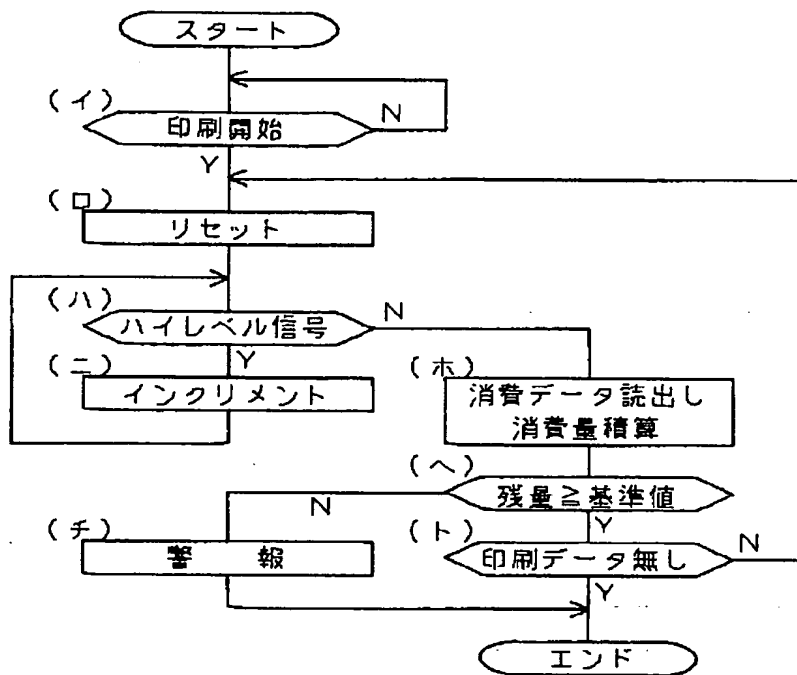 スタート
(イ)
印刷開始
N
Y
(ロ)
リセット
(ハ)
ハイレベル信号
N
Y
(ニ)
インクリメント
(ホ)
消費データ読出し
消費量積算
(ヘ)
残量≧基準値
N
Y
(チ)
警 報
(ト)
印刷データ無し
N
Y
エンド